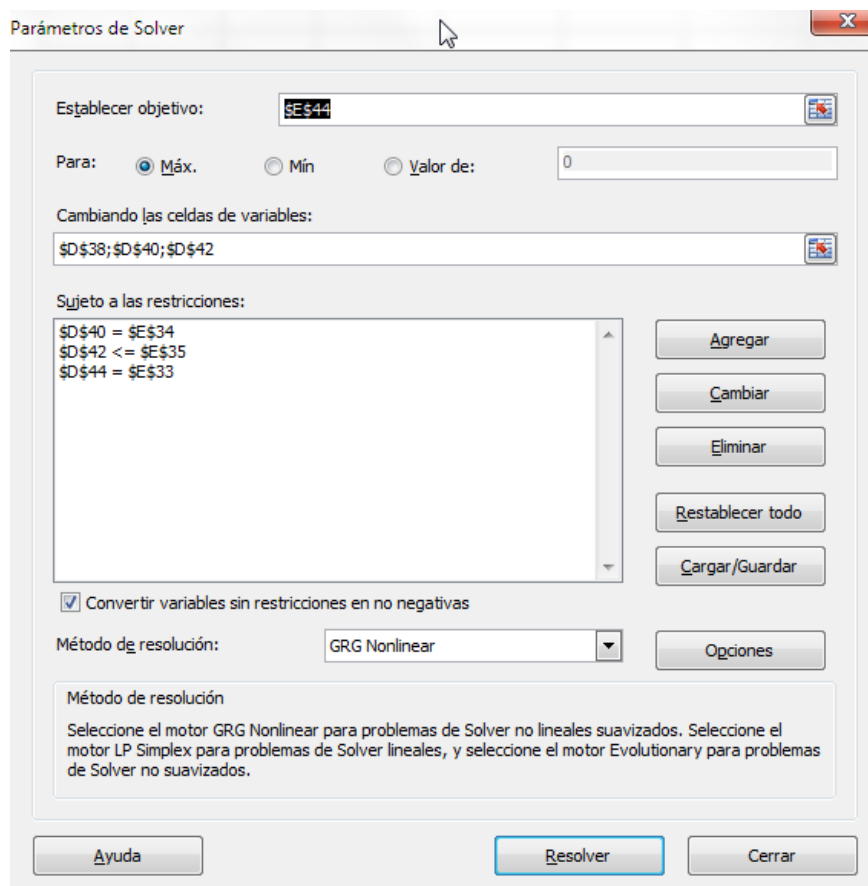 Parámetros de Solver
Establecer objetivo:
$E$44
Para:
Máx.
Mín
Valor de:
0
Cambiando las celdas de variables:
$D$38;$D$40;$D$42
Sujeto a las restricciones:
$D$40 = $E$34
$D$42 <= $E$35
$D$44 = $E$33
Agregar
Cambiar
Eliminar
Restablecer todo
Cargar/Guardar
Convertir variables sin restricciones en no negativas
Método de resolución:
GRG Nonlinear
Opciones
Método de resolución
Seleccione el motor GRG Nonlinear para problemas de Solver no lineales suavizados. Seleccione el
motor LP Simplex para problemas de Solver lineales, y seleccione el motor Evolutionary para problemas
de Solver no suavizados.
Ayuda
Resolver
Cerrar